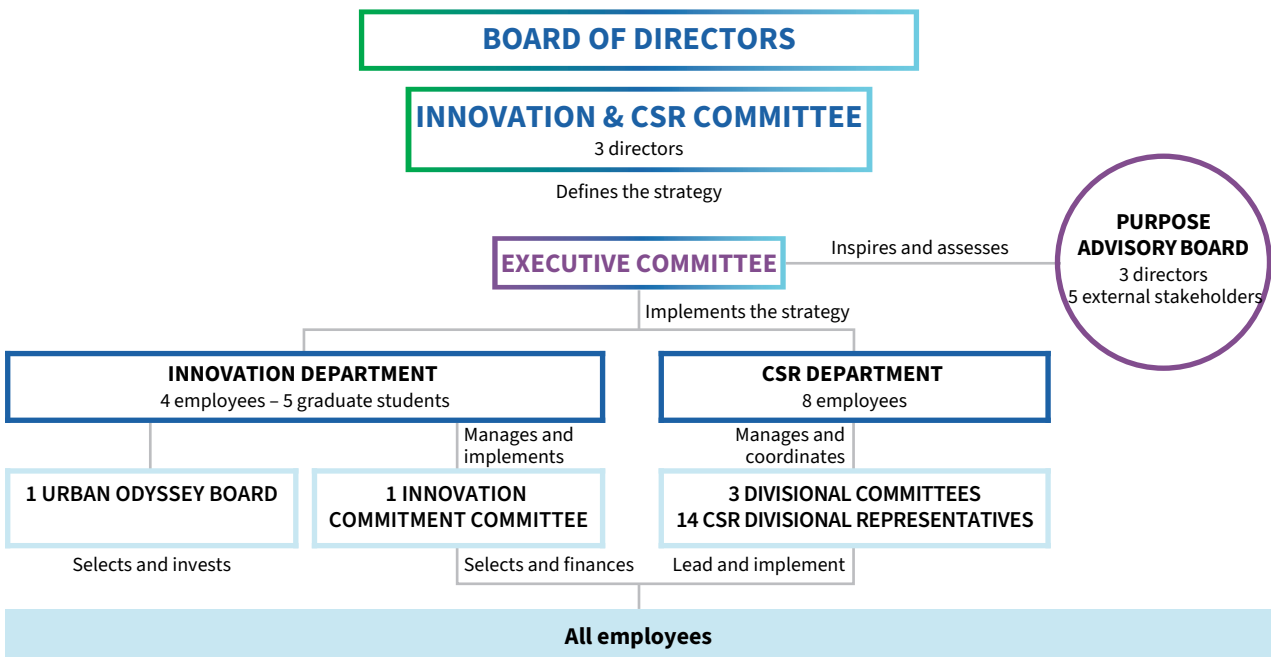 BOARD OF DIRECTORS
INNOVATION & CSR COMMITTEE
3 directors
Defines the strategy
EXECUTIVE COMMITTEE
Inspires and assesses
PURPOSE
ADVISORY BOARD
3 directors
5 external stakeholders
Implements the strategy
INNOVATION DEPARTMENT
4 employees – 5 graduate students
CSR DEPARTMENT
8 employees
Manages and
implements
Manages and
coordinates
1 URBAN ODYSSEY BOARD
1 INNOVATION
COMMITMENT COMMITTEE
3 DIVISIONAL COMMITTEES
14 CSR DIVISIONAL REPRESENTATIVES
Selects and invests
Selects and finances
Lead and implement
All employees